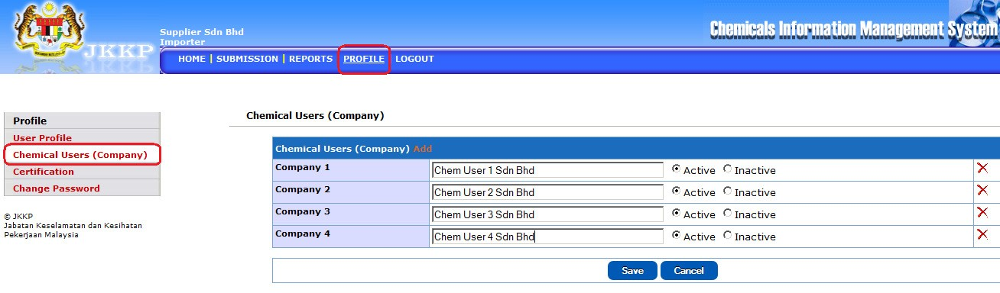 Supplier Sdn Bhd
Importer
Chemicals Information Management System
JKKP
HOME | SUBMISSION | REPORTS PROFILE LOGOUT
Profile
User Profile
Chemical Users (Company)
Certification
Change Password
© JKKP
Jabatan Keselamatan dan Kesihatan
Pekerjaan Malaysia
Chemical Users (Company)
Chemical Users (Company) Add
Company 1 Chem User 1 Sdn Bhd Active Inactive
Company 2 Chem User 2 Sdn Bhd Active Inactive
Company 3 Chem User 3 Sdn Bhd Active Inactive
Company 4 Chem User 4 Sdn Bhd Active Inactive
Save Cancel